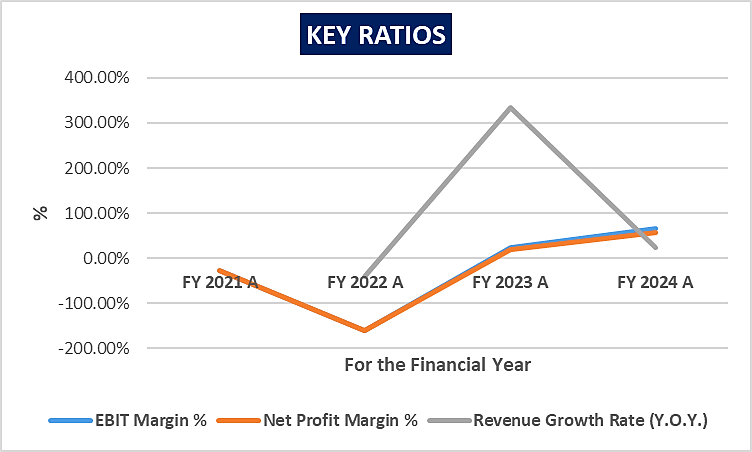 KEY RATIOS
400.00%
300.00%
200.00%
100.00%
0.00%
-100.00%
-200.00%
%
FY 2021 A FY 2022 A FY 2023 A FY 2024 A
For the Financial Year
EBIT Margin % Net Profit Margin % Revenue Growth Rate (Y.O.Y.)